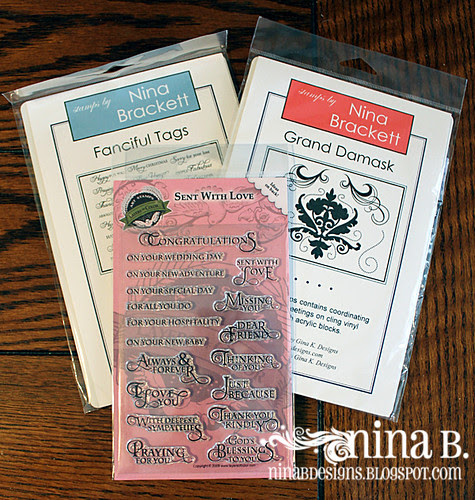 stamps by
Nina
Brackett
Fanciful Tags
stamps by
Nina
Brackett
Grand Damask
contains coordinating
eetings on cling vinyl
h acrylic blocks.
Gina K. Designs
designs.com
SENT WITH LOVE
CONGRATULATIONS
ON YOUR WEDDING DAY
ON YOUR NEW ADVENTURE
ON YOUR SPECIAL DAY
FOR ALL YOU DO
FOR YOUR HOSPITALITY
ON YOUR NEW BABY
ALWAYS &
FOREVER
I LOVE
YOU
WITH DEEPEST
SYMPATHIES
PRAYING
FOR YOU
SENT WITH
LOVE
MISSING
YOU
DEAR
FRIEND
THINKING
OF YOU
JUST
BECAUSE
THANK YOU
KINDLY
GOD'S
BLESSINGS
TO YOU
nina B.
NINABDESIGNS.BLOGSPOT.COM